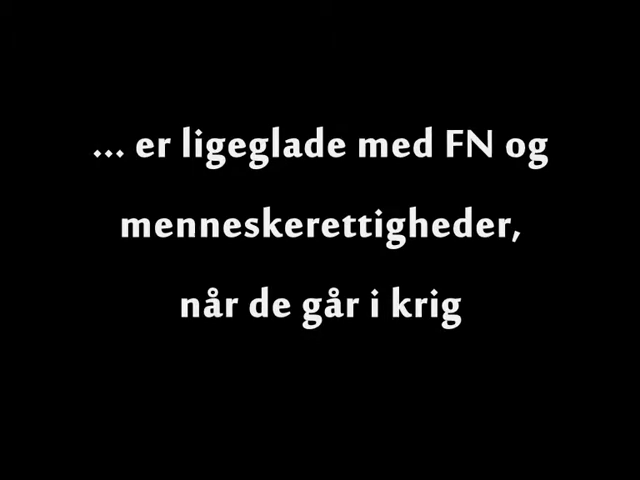 ... er ligeglade med FN og
menneskerettigheder,
når de går i krig